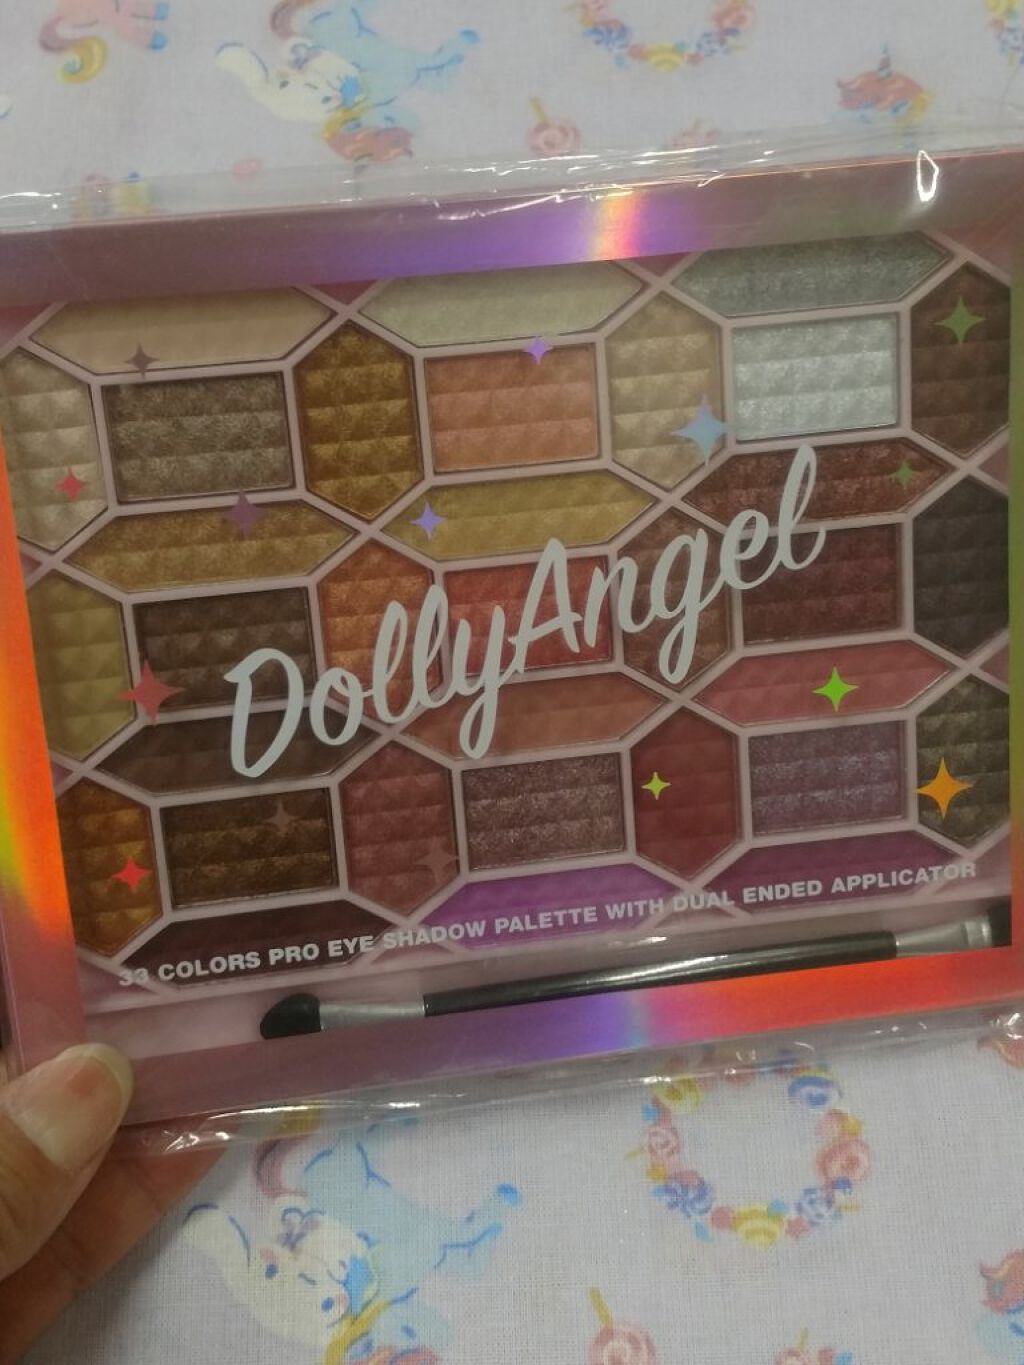 DollyAngel
33 COLORS PRO EYE SHADOW PALETTE WITH DUAL ENDED APPLICATOR